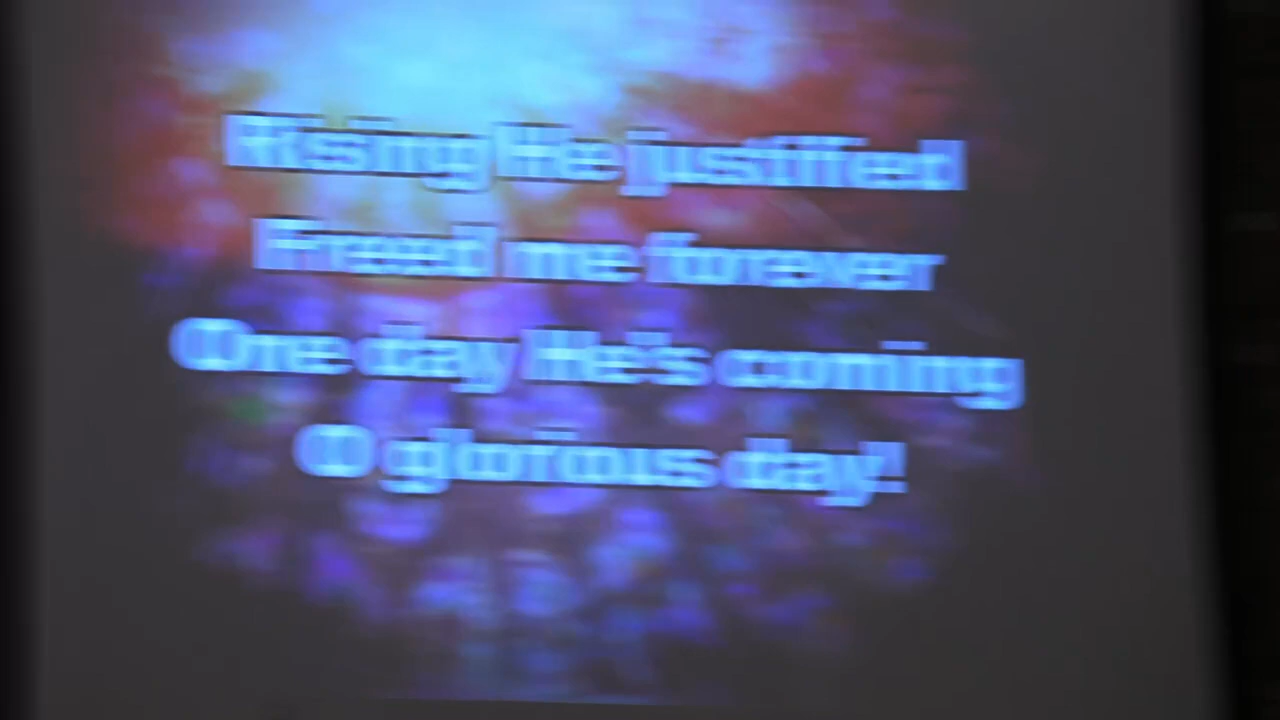 Rising He justified
Freed me forever
One day He's coming
O glorious day!